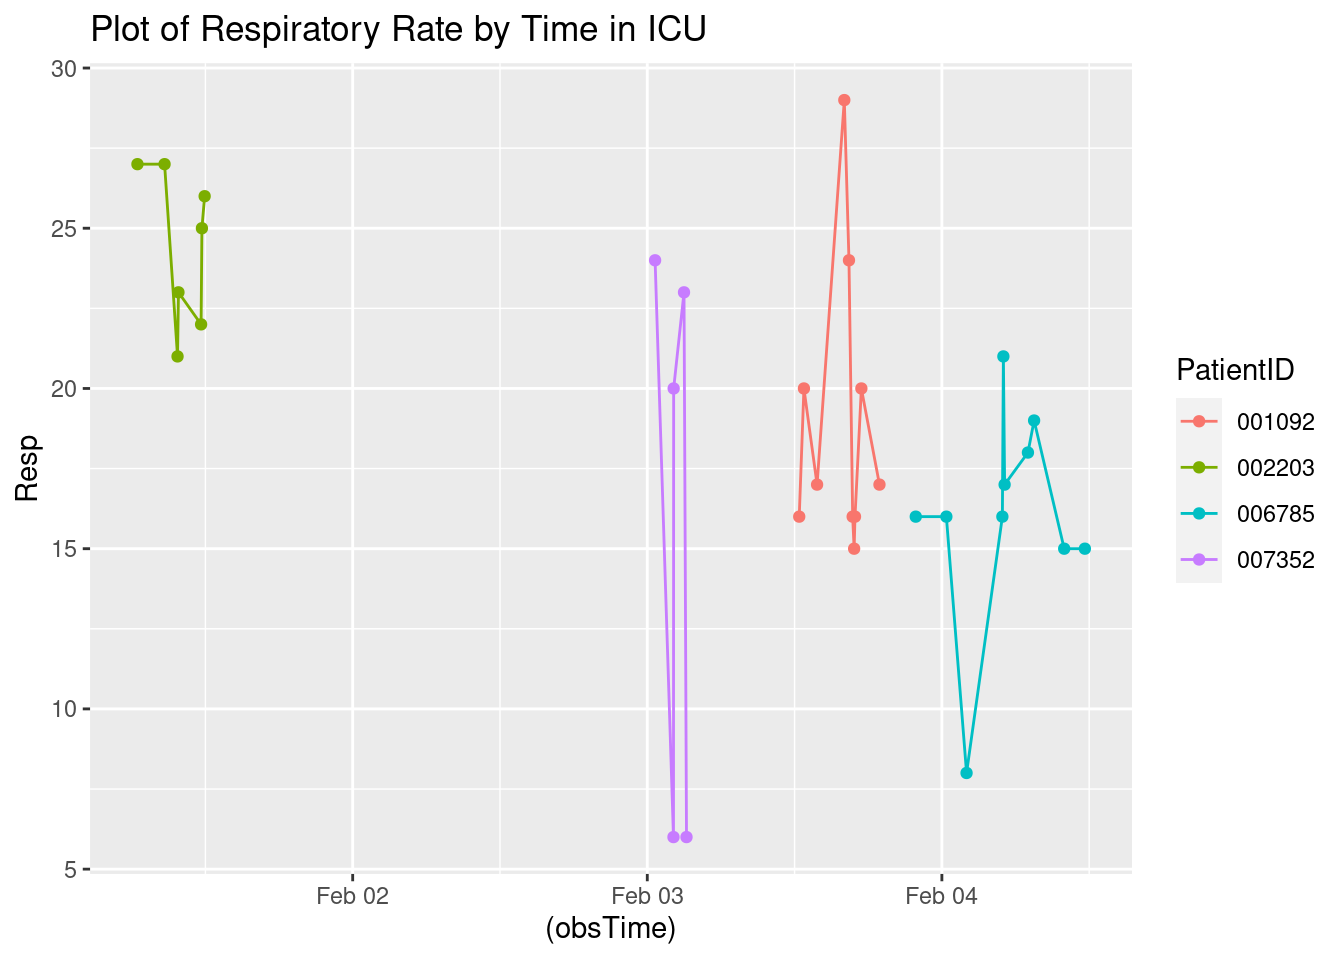 Plot of Respiratory Rate by Time in ICU
30
25
20
15
10
5
Resp
Feb 02
Feb 03
Feb 04
(obsTime)
PatientID
001092
002203
006785
007352